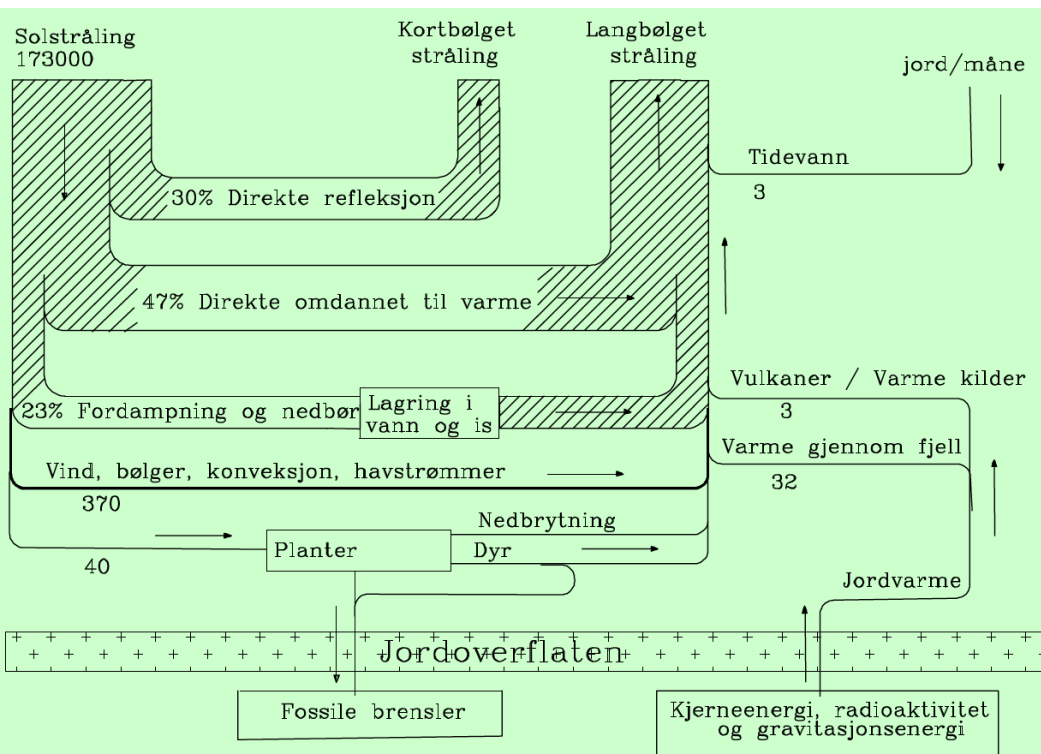 Solstråling
173000
Kortbølget
stråling
Langbølget
stråling
jord/måne
Tidevann
3
30% Direkte refleksjon
47% Direkte omdannet til varme
Vulkaner / Varme kilder
3
23% Fordampning og nedbør
Lagring i
vann og is
Varme gjennom fjell
32
Vind, bølger, konveksjon, havstrømmer
370
Nedbrytning
Planter
Dyr
40
Jordvarme
Jordoverflaten
Fossile brensler
Kjerneenergi, radioaktivitet
og gravitasjonsenergi